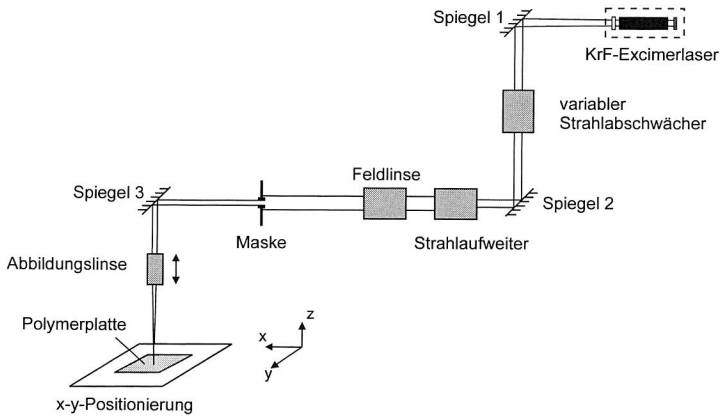 Spiegel 1
KrF-Excimerlaser
variabler
Strahlabschwächer
Feldlinse
Spiegel 3
Spiegel 2
Maske
Strahlaufweiter
Abbildungslinse
Polymerplatte
z
x
y
x-y-Positionierung